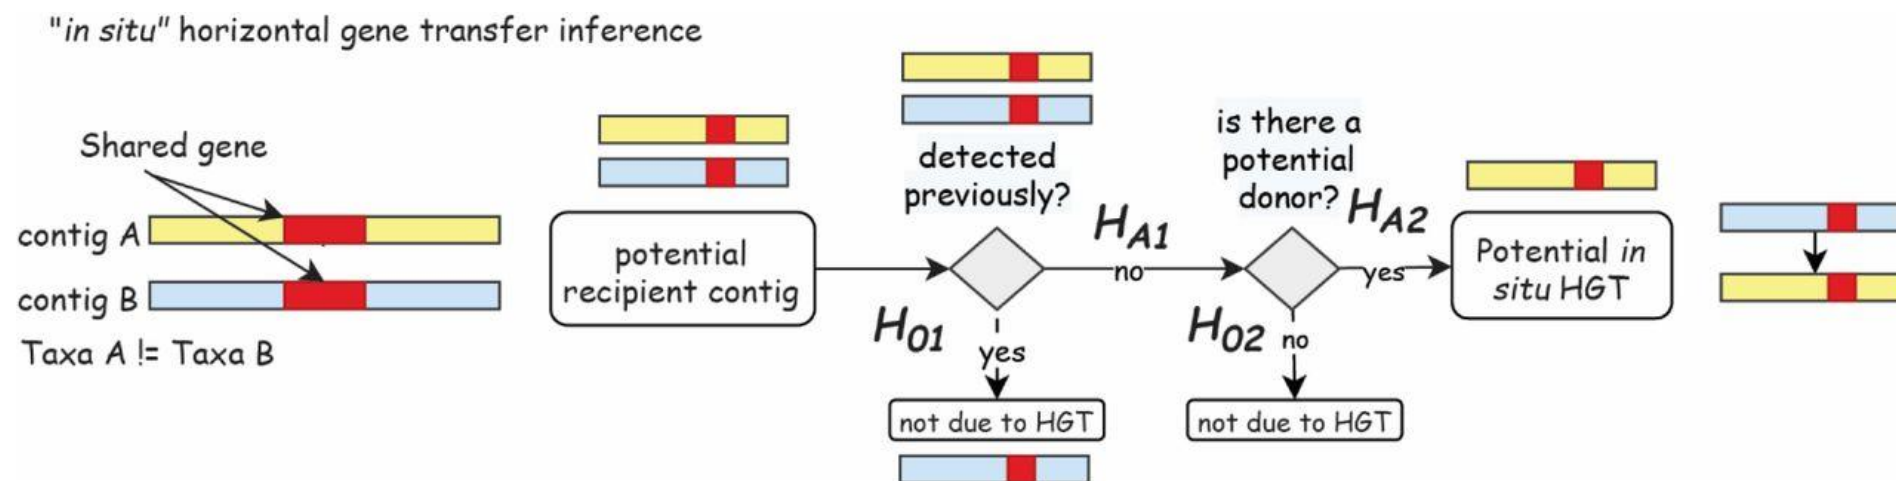 "in situ" horizontal gene transfer inference
Shared gene
contig A
contig B
Taxa A != Taxa B
potential
recipient contig
detected
previously?
H01
yes
not due to HGT
HA1
no
is there a
potential
donor?
H02
no
not due to HGT
HA2
yes
Potential in
situ HGT